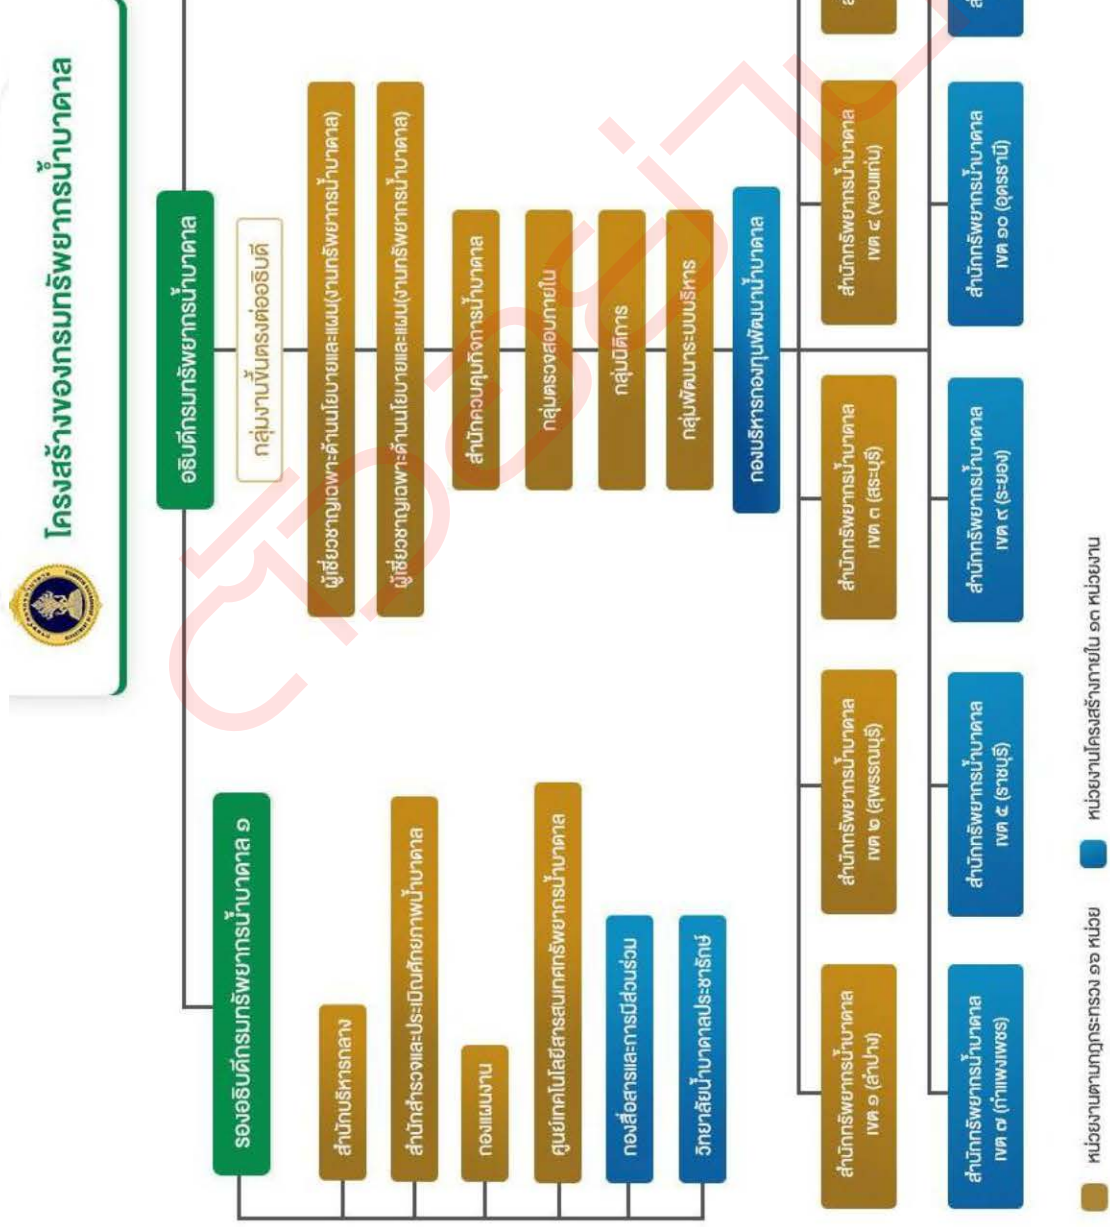 โครงสร้างของกรมทรัพยากรน้ำบาดาล
อธิบดีกรมทรัพยากรน้ำบาดาล
กลุ่มงานขึ้นตรงต่ออธิบดี
ผู้เชี่ยวชาญเฉพาะด้านนโยบายและแผน(งานทรัพยากรน้ำบาดาล)
ผู้เชี่ยวชาญเฉพาะด้านนโยบายและแผน(งานทรัพยากรน้ำบาดาล)
สำนักควบคุมกิจการน้ำบาดาล
กลุ่มตรวจสอบภายใน
กลุ่มนิติการ
กลุ่มพัฒนาระบบบริหาร
กองบริหารกองทุนพัฒนาน้ำบาดาล
รองอธิบดีกรมทรัพยากรน้ำบาดาล ๑
สำนักบริหารกลาง
สำนักสำรวจและประเมินศักยภาพน้ำบาดาล
กองแผนงาน
ศูนย์เทคโนโลยีสารสนเทศทรัพยากรน้ำบาดาล
กองสื่อสารและการมีส่วนร่วม
วิทยาลัยน้ำบาดาลประชารักษ์
สำนักทรัพยากรน้ำบาดาล
เขต ๑ (ลำปาง)
สำนักทรัพยากรน้ำบาดาล
เขต ๒ (สุพรรณบุรี)
สำนักทรัพยากรน้ำบาดาล
เขต ๓ (สระบุรี)
สำนักทรัพยากรน้ำบาดาล
เขต ๔ (ขอนแก่น)
สำนักทรัพยากรน้ำบาดาล
เขต ๗ (กำแพงเพชร)
สำนักทรัพยากรน้ำบาดาล
เขต ๘ (ราชบุรี)
สำนักทรัพยากรน้ำบาดาล
เขต ๙ (ระยอง)
สำนักทรัพยากรน้ำบาดาล
เขต ๑๐ (อุดรธานี)
หน่วยงานตามกฎกระทรวง ๑๖ หน่วย
หน่วยงานโครงสร้างภายใน ๑๓ หน่วยงาน